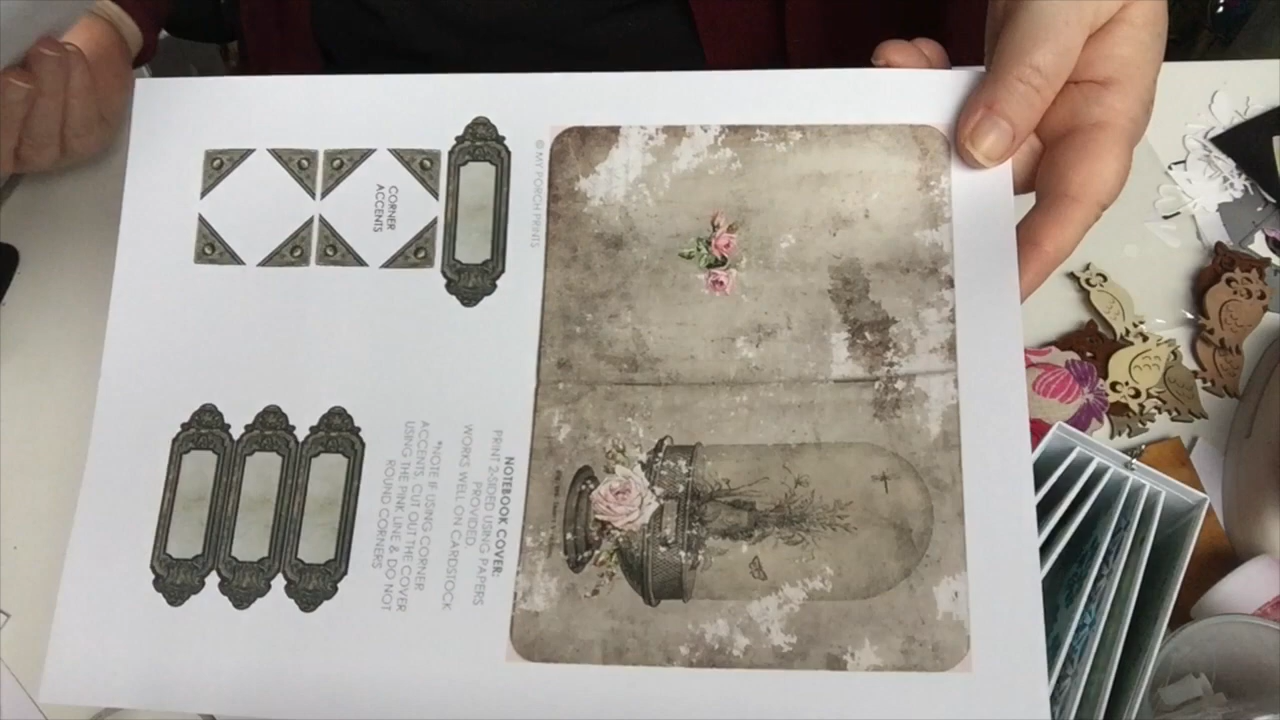 © MY PORCH PRINTS
CORNER
ACCENTS
NOTEBOOK COVER:
PRINT 2-SIDED USING PAPERS
PROVIDED
WORKS WELL ON CARDSTOCK
*NOTE IF USING CORNER
ACCENTS, CUT OUT THE COVER
USING THE PINK LINE & DO NOT
ROUND CORNERS